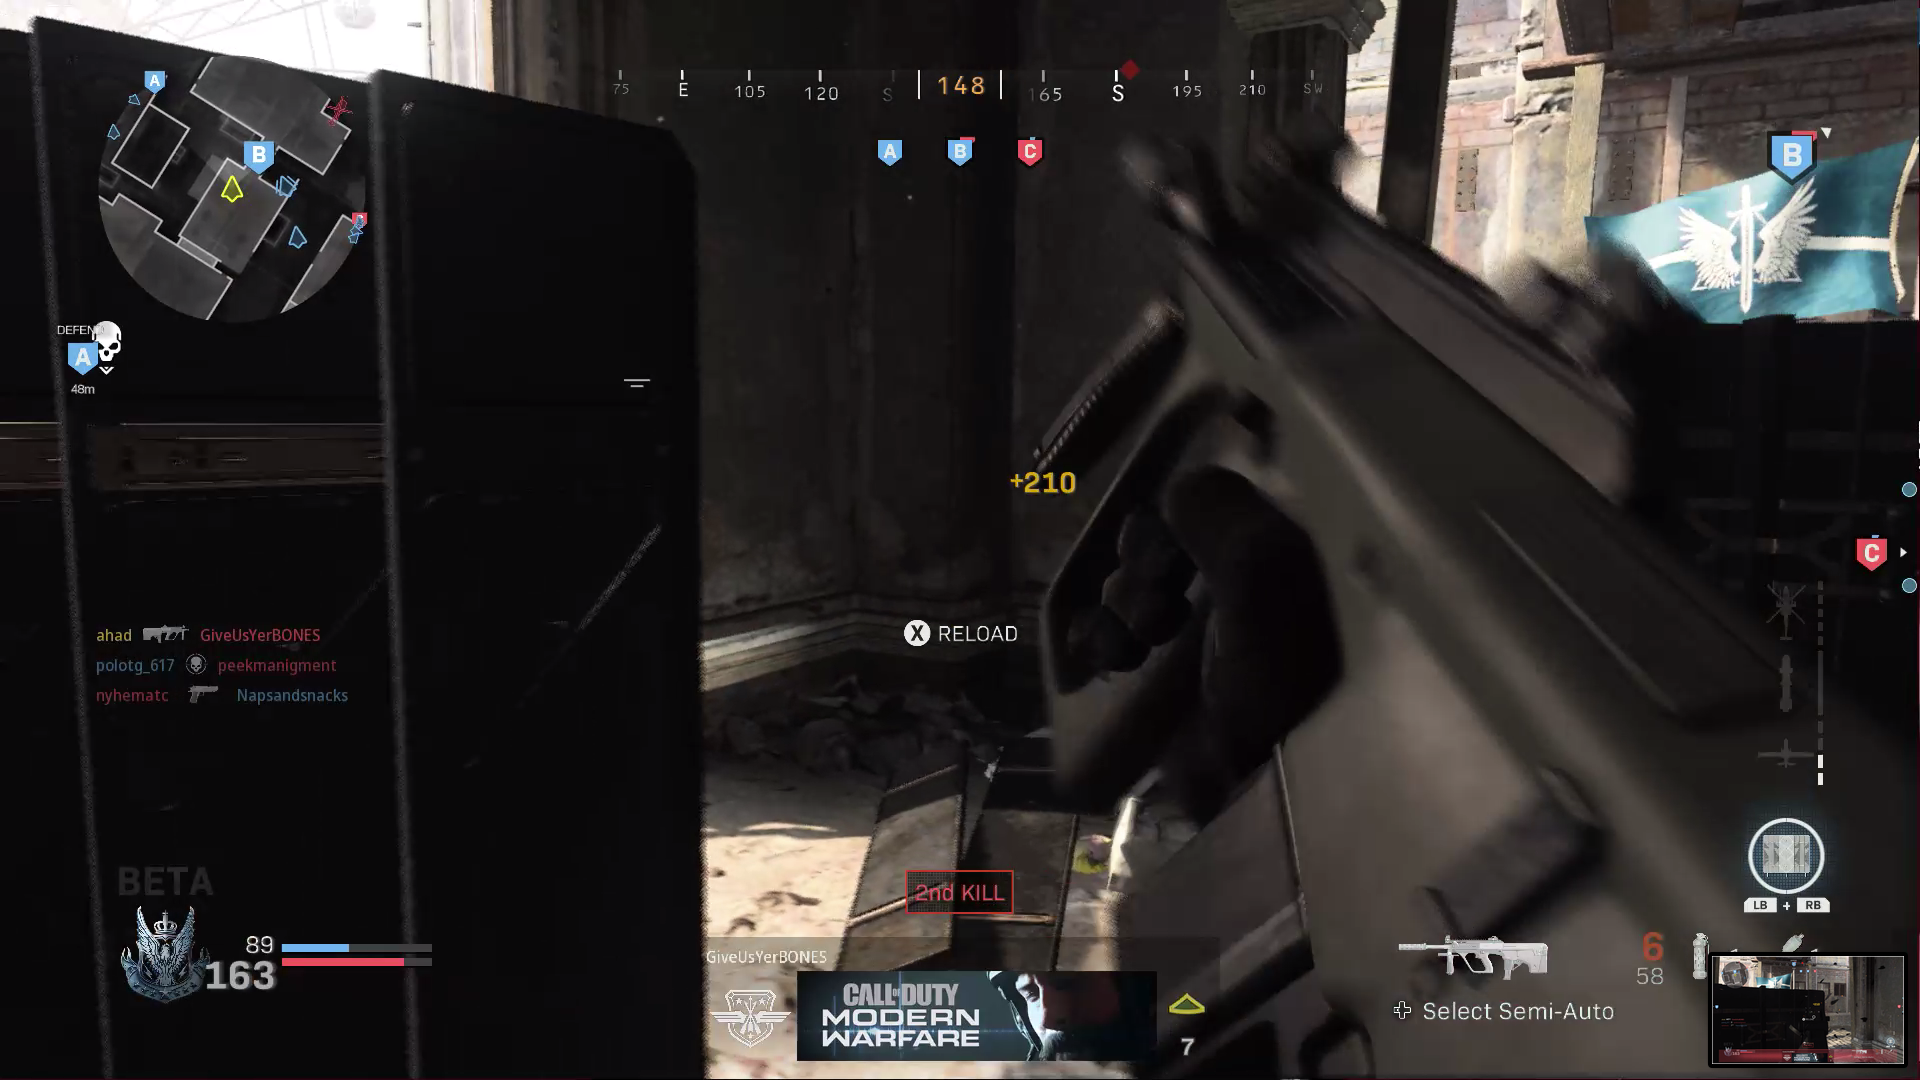 75
E
105
120
S
148
165
S
195
210
SW
A
B
C
A
B
B
DEFEND
A
48m
C
+210
X RELOAD
ahad GiveUsYerBONES
polotg_617 peekmanigment
nyhematc Napsandsnacks
BETA
89
163
2nd KILL
GiveUsYerBONES
CALL OF DUTY
MODERN
WARFARE
7
LB + RB
6
58
Select Semi-Auto